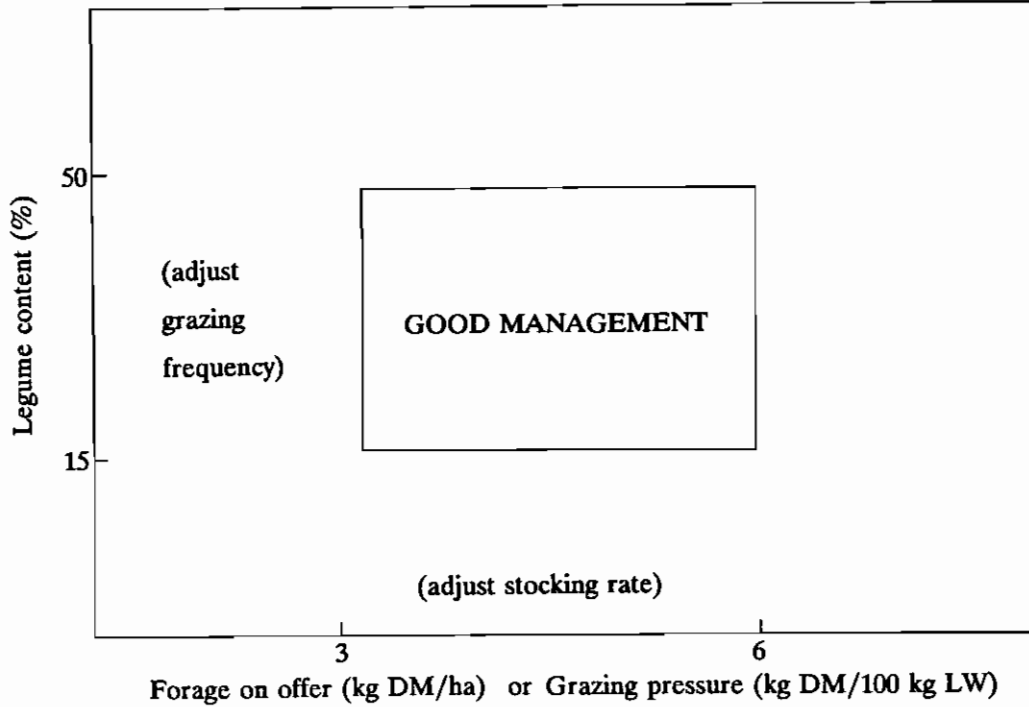 50
Legume content (%)
(adjust
grazing
frequency)
GOOD MANAGEMENT
15
(adjust stocking rate)
3
6
Forage on offer (kg DM/ha) or Grazing pressure (kg DM/100 kg LW)